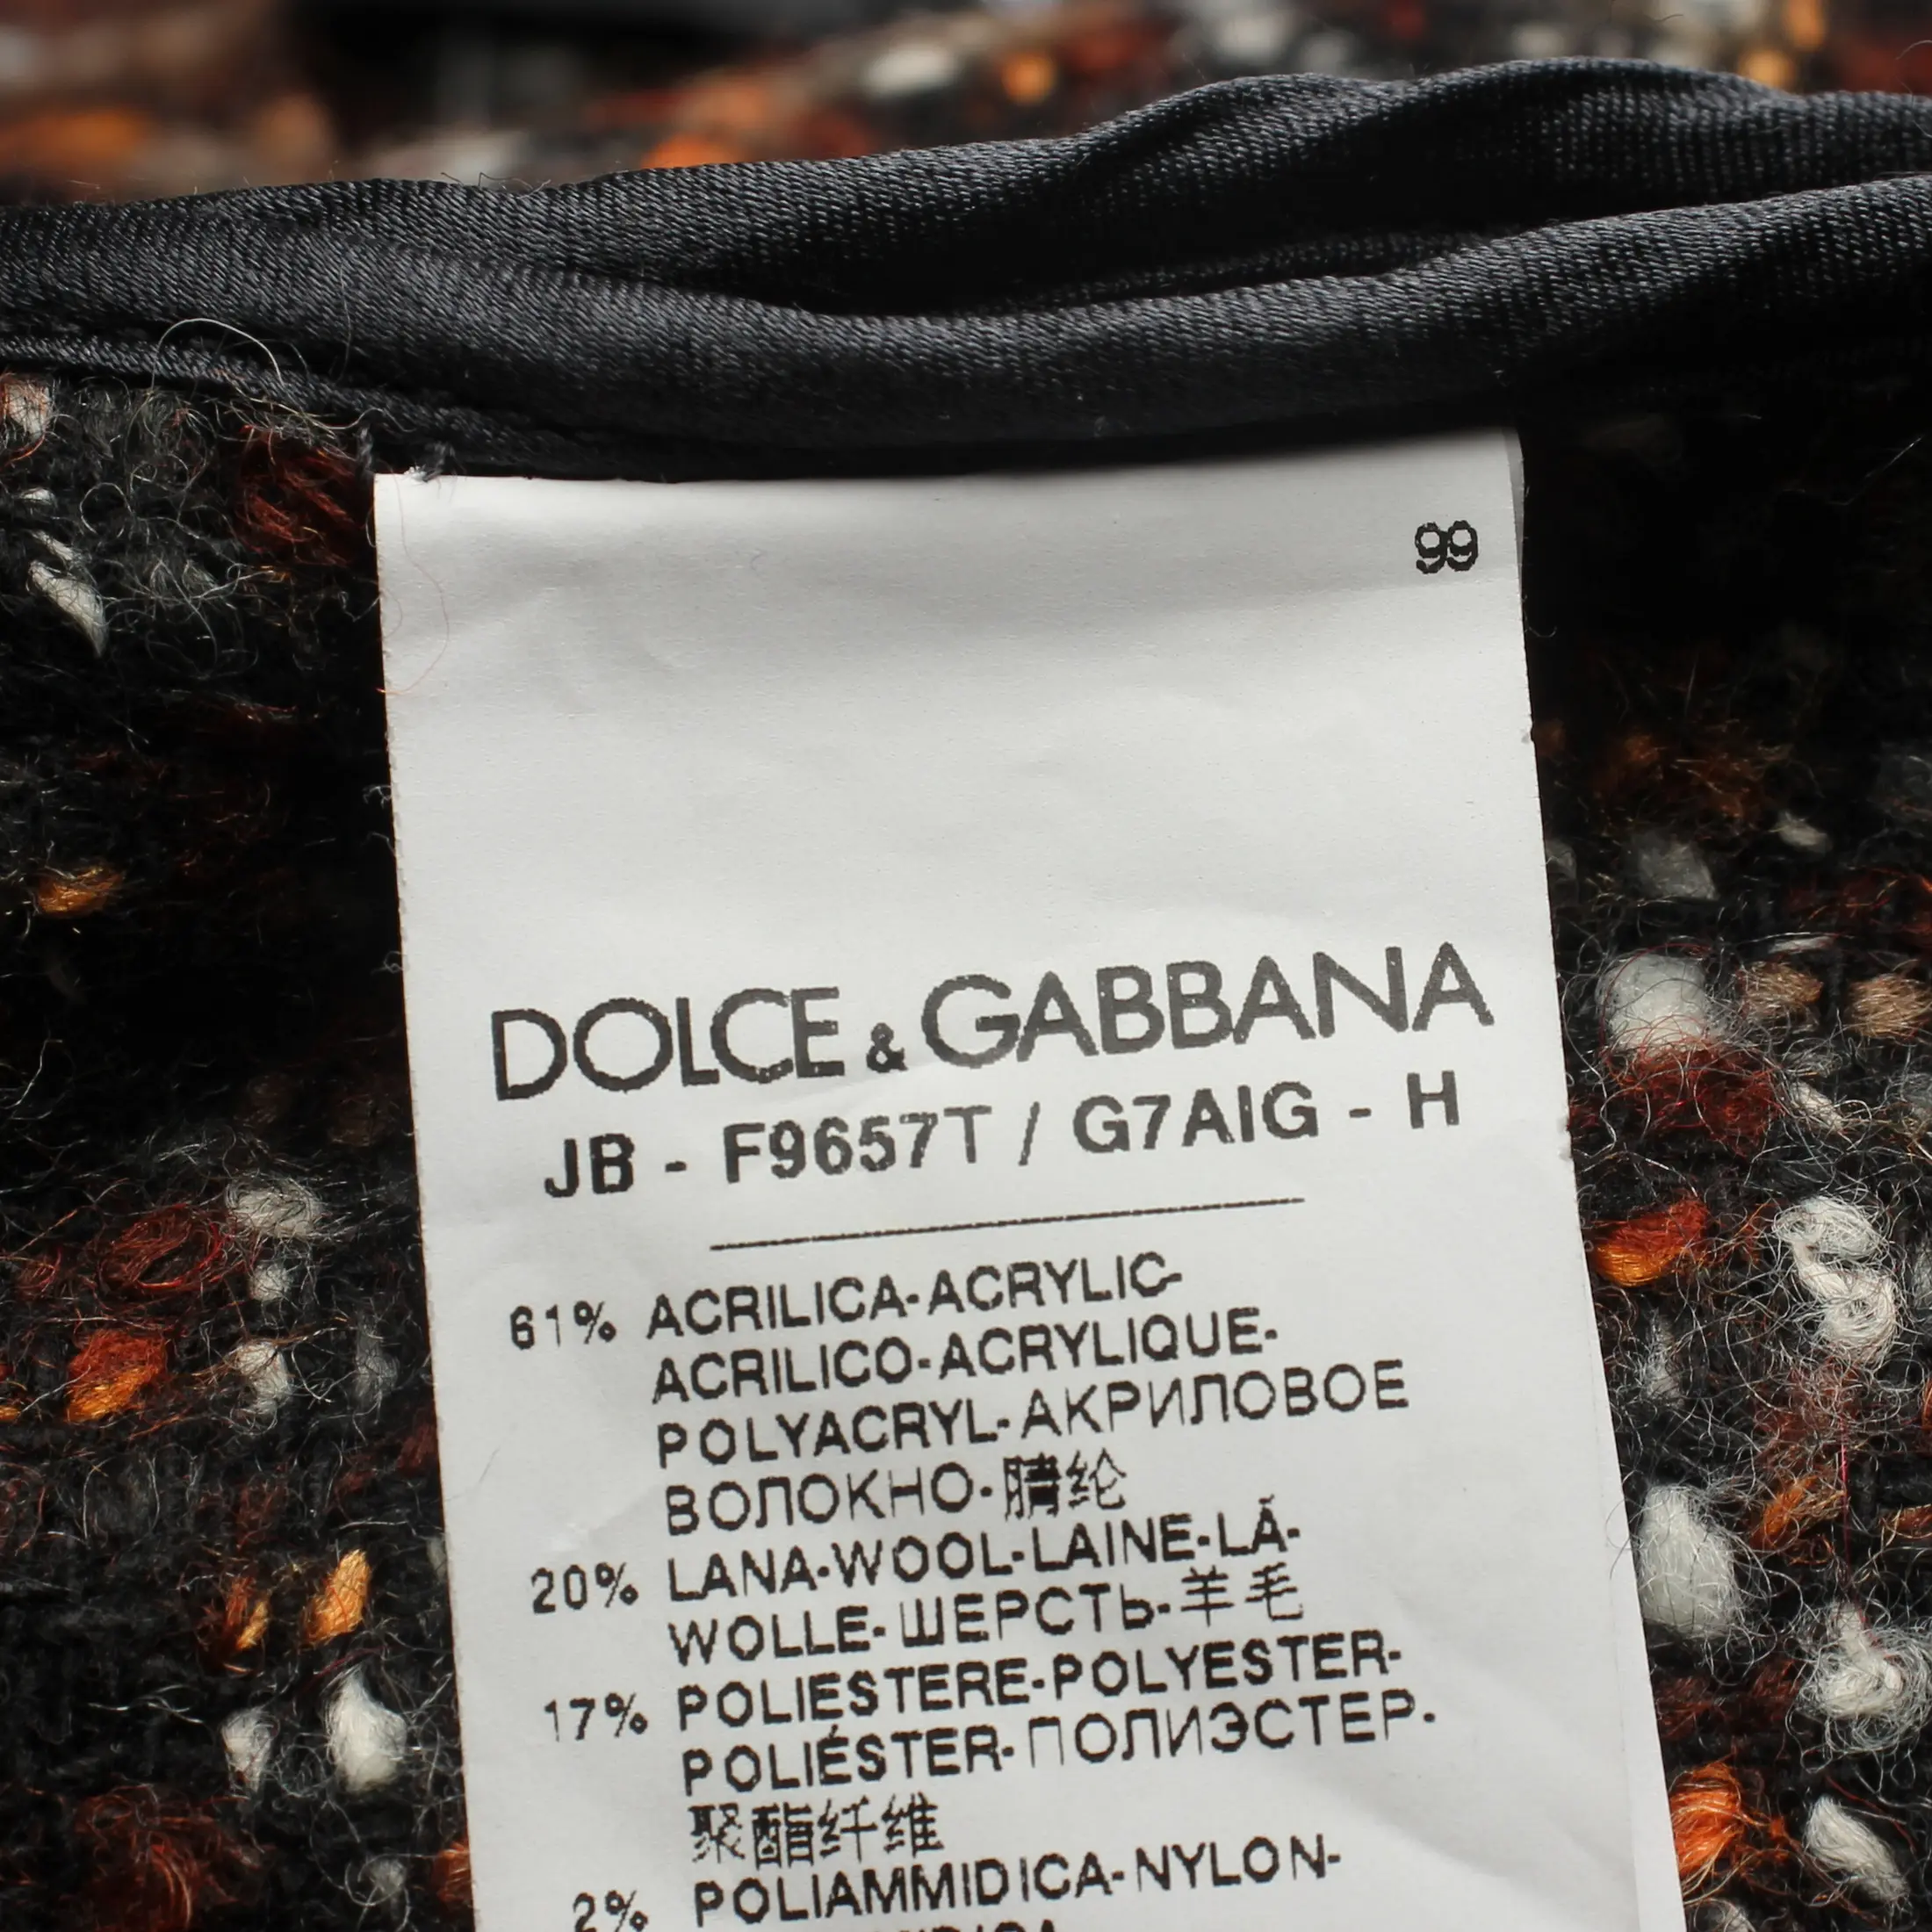 99
DOLCE & GABBANA
JB - F9657T / G7AIG - H
61% ACRILICA-ACRYLIC-
ACRILICO-ACRYLIQUE-
POLYACRYL-АКРИЛОВОЕ
ВОЛОКНО-腈纶
20% LANA-WOOL-LAINE-LÃ-
WOLLE-ШЕРСТЬ-羊毛
17% POLIESTERE-POLYESTER-
POLIÉSTER-ПОЛИЭСТЕР-
聚酯纤维
2% POLIAMMIDICA-NYLON-